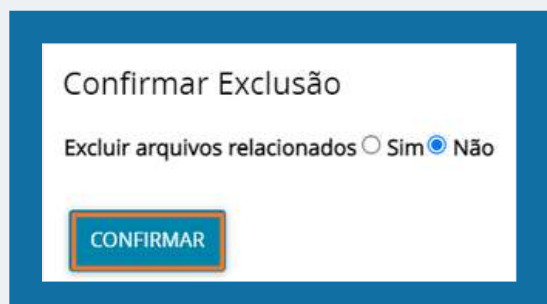 Confirmar Exclusão
Excluir arquivos relacionados Sim Não
CONFIRMAR